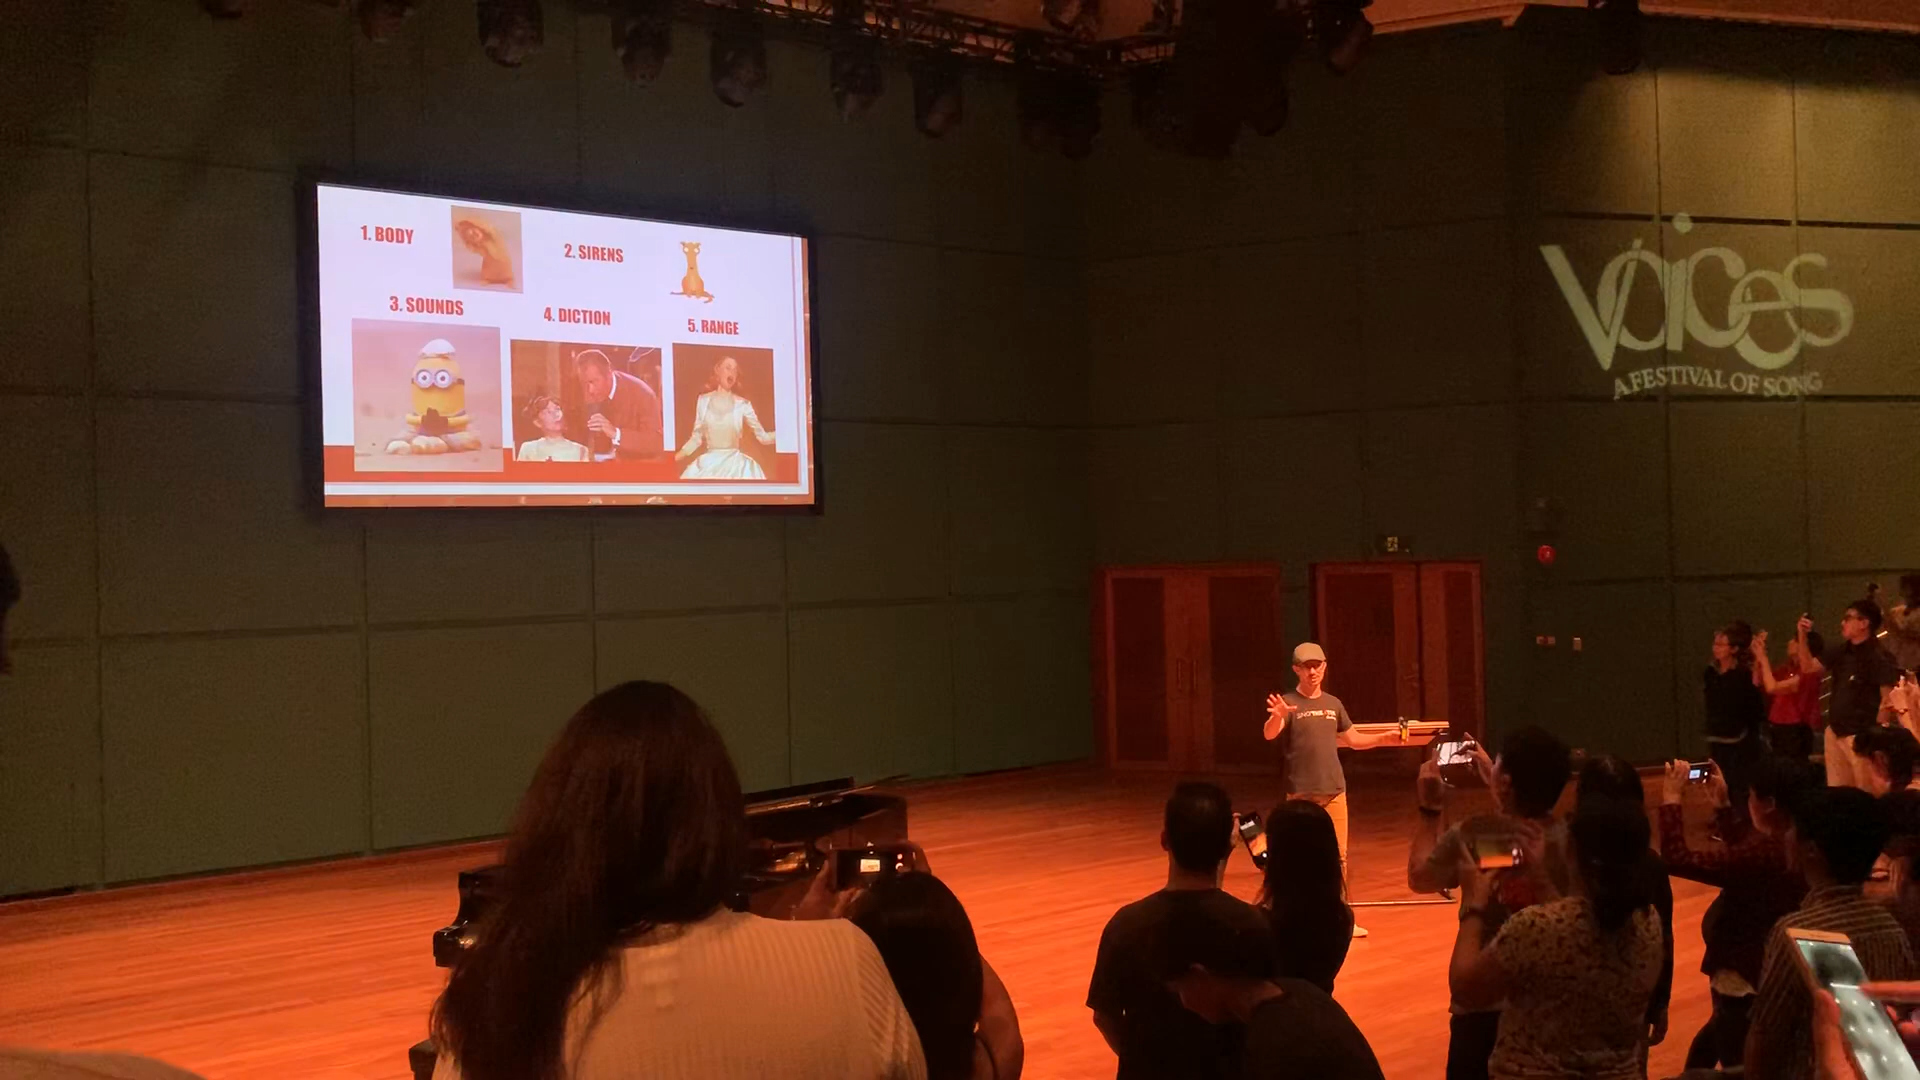 1. BODY
2. SIRENS
3. SOUNDS
4. DICTION
5. RANGE
VOiCeS
A FESTIVAL OF SONG